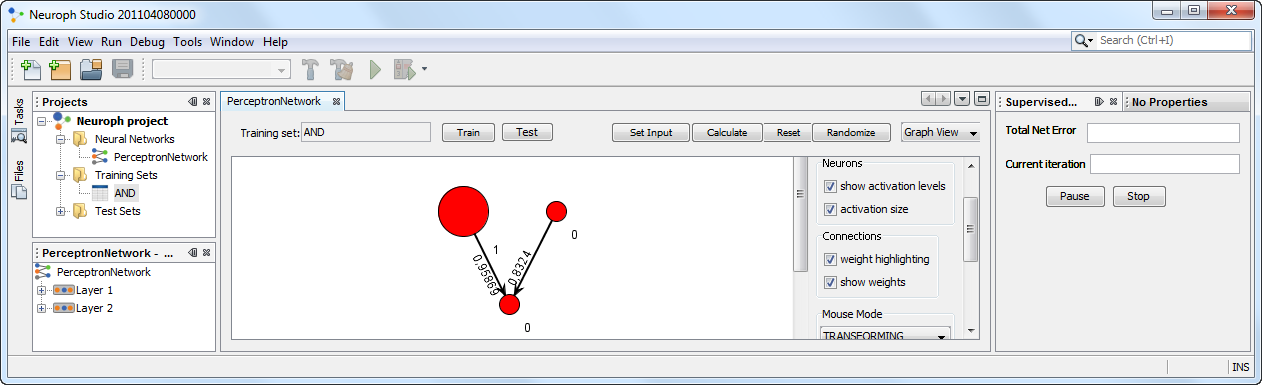 Neuroph Studio 201104080000
File Edit View Run Debug Tools Window Help
Search (Ctrl+I)
Tasks
Files
Projects
Neuroph project
Neural Networks
PerceptronNetwork
Training Sets
AND
Test Sets
PerceptronNetwork - ...
PerceptronNetwork
Layer 1
Layer 2
PerceptronNetwork
Training set: AND Train Test Set Input Calculate Reset Randomize Graph View
1
0
0.95869
0.8324
0
Neurons
show activation levels
activation size
Connections
weight highlighting
show weights
Mouse Mode
TRANSFORMING
Supervised... No Properties
Total Net Error
Current iteration
Pause Stop
INS